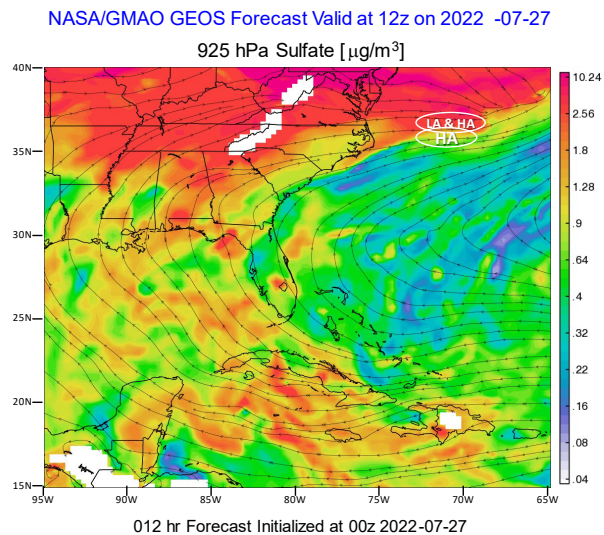 NASA/GMAO GEOS Forecast Valid at 12z on 2022 -07-27
925 hPa Sulfate [μg/m³]
40N
35N
30N
25N
20N
15N
95W 90W 85W 80W 75W 70W 65W
LA & HA
HA
10.24
2.56
1.8
1.28
.9
.64
.4
.32
.22
.16
.08
.04
012 hr Forecast Initialized at 00z 2022-07-27